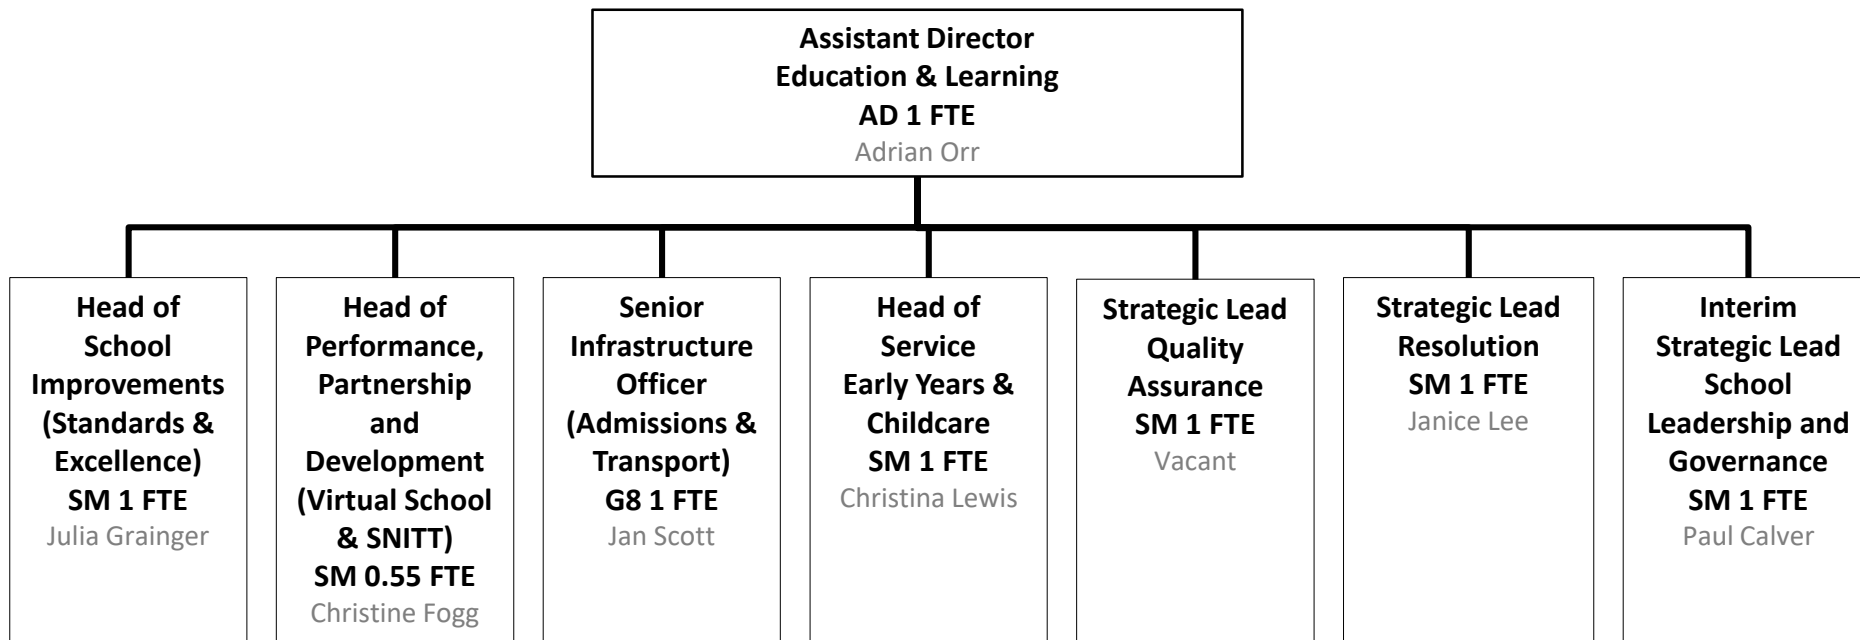 Assistant Director
Education & Learning
AD 1 FTE
Adrian Orr
Head of
School
Improvements
(Standards &
Excellence)
SM 1 FTE
Julia Grainger
Head of
Performance,
Partnership
and
Development
(Virtual School
& SNITT)
SM 0.55 FTE
Christine Fogg
Senior
Infrastructure
Officer
(Admissions &
Transport)
G8 1 FTE
Jan Scott
Head of
Service
Early Years &
Childcare
SM 1 FTE
Christina Lewis
Strategic Lead
Quality
Assurance
SM 1 FTE
Vacant
Strategic Lead
Resolution
SM 1 FTE
Janice Lee
Interim
Strategic Lead
School
Leadership and
Governance
SM 1 FTE
Paul Calver